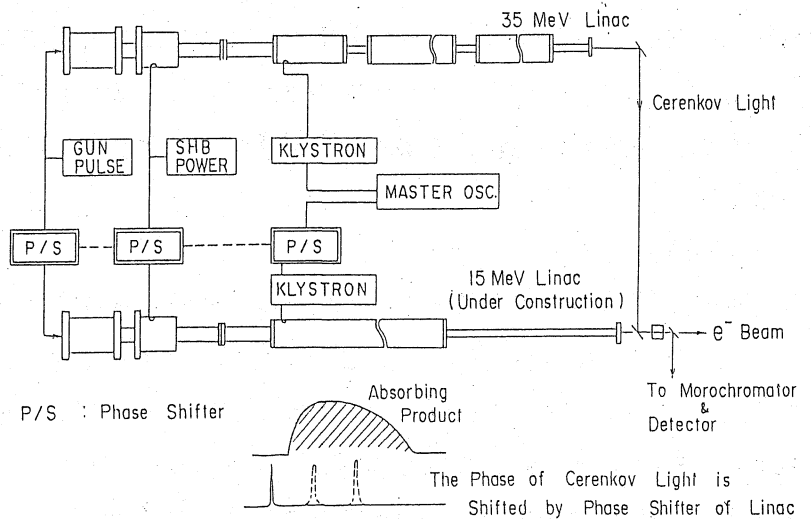 35 MeV Linac
Cerenkov Light
GUN
PULSE
SHB
POWER
KLYSTRON
MASTER OSC.
P/S
P/S
P/S
KLYSTRON
15 MeV Linac
(Under Construction)
e⁻ Beam
To Morochromator
&
Detector
P/S : Phase Shifter
Absorbing
Product
The Phase of Cerenkov Light is
Shifted by Phase Shifter of Linac